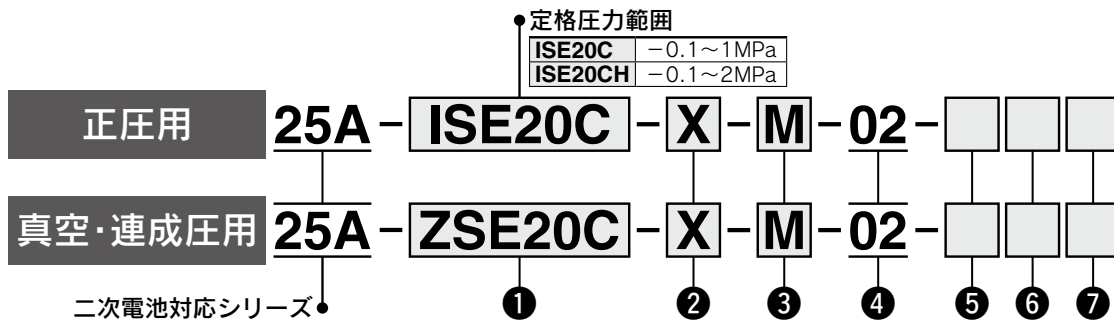 定格圧力範囲
ISE20C −0.1～1MPa
ISE20CH −0.1～2MPa
正圧用 25A-ISE20C-X-M-02-
真空・連成圧用 25A-ZSE20C-X-M-02-
二次電池対応シリーズ ❶ ❷ ❸ ❹ ❺ ❻ ❼